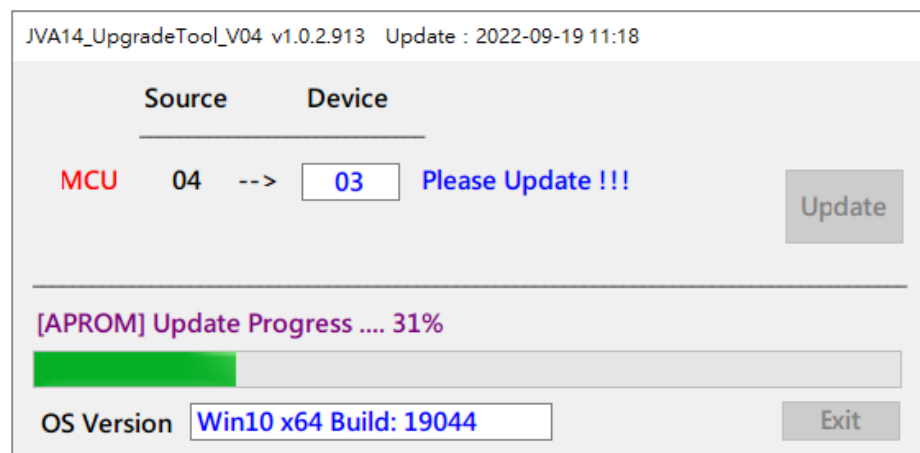 JVA14_UpgradeTool_V04 v1.0.2.913 Update : 2022-09-19 11:18
Source Device
MCU 04 --> 03 Please Update !!!
Update
[APROM] Update Progress .... 31%
OS Version Win10 x64 Build: 19044 Exit